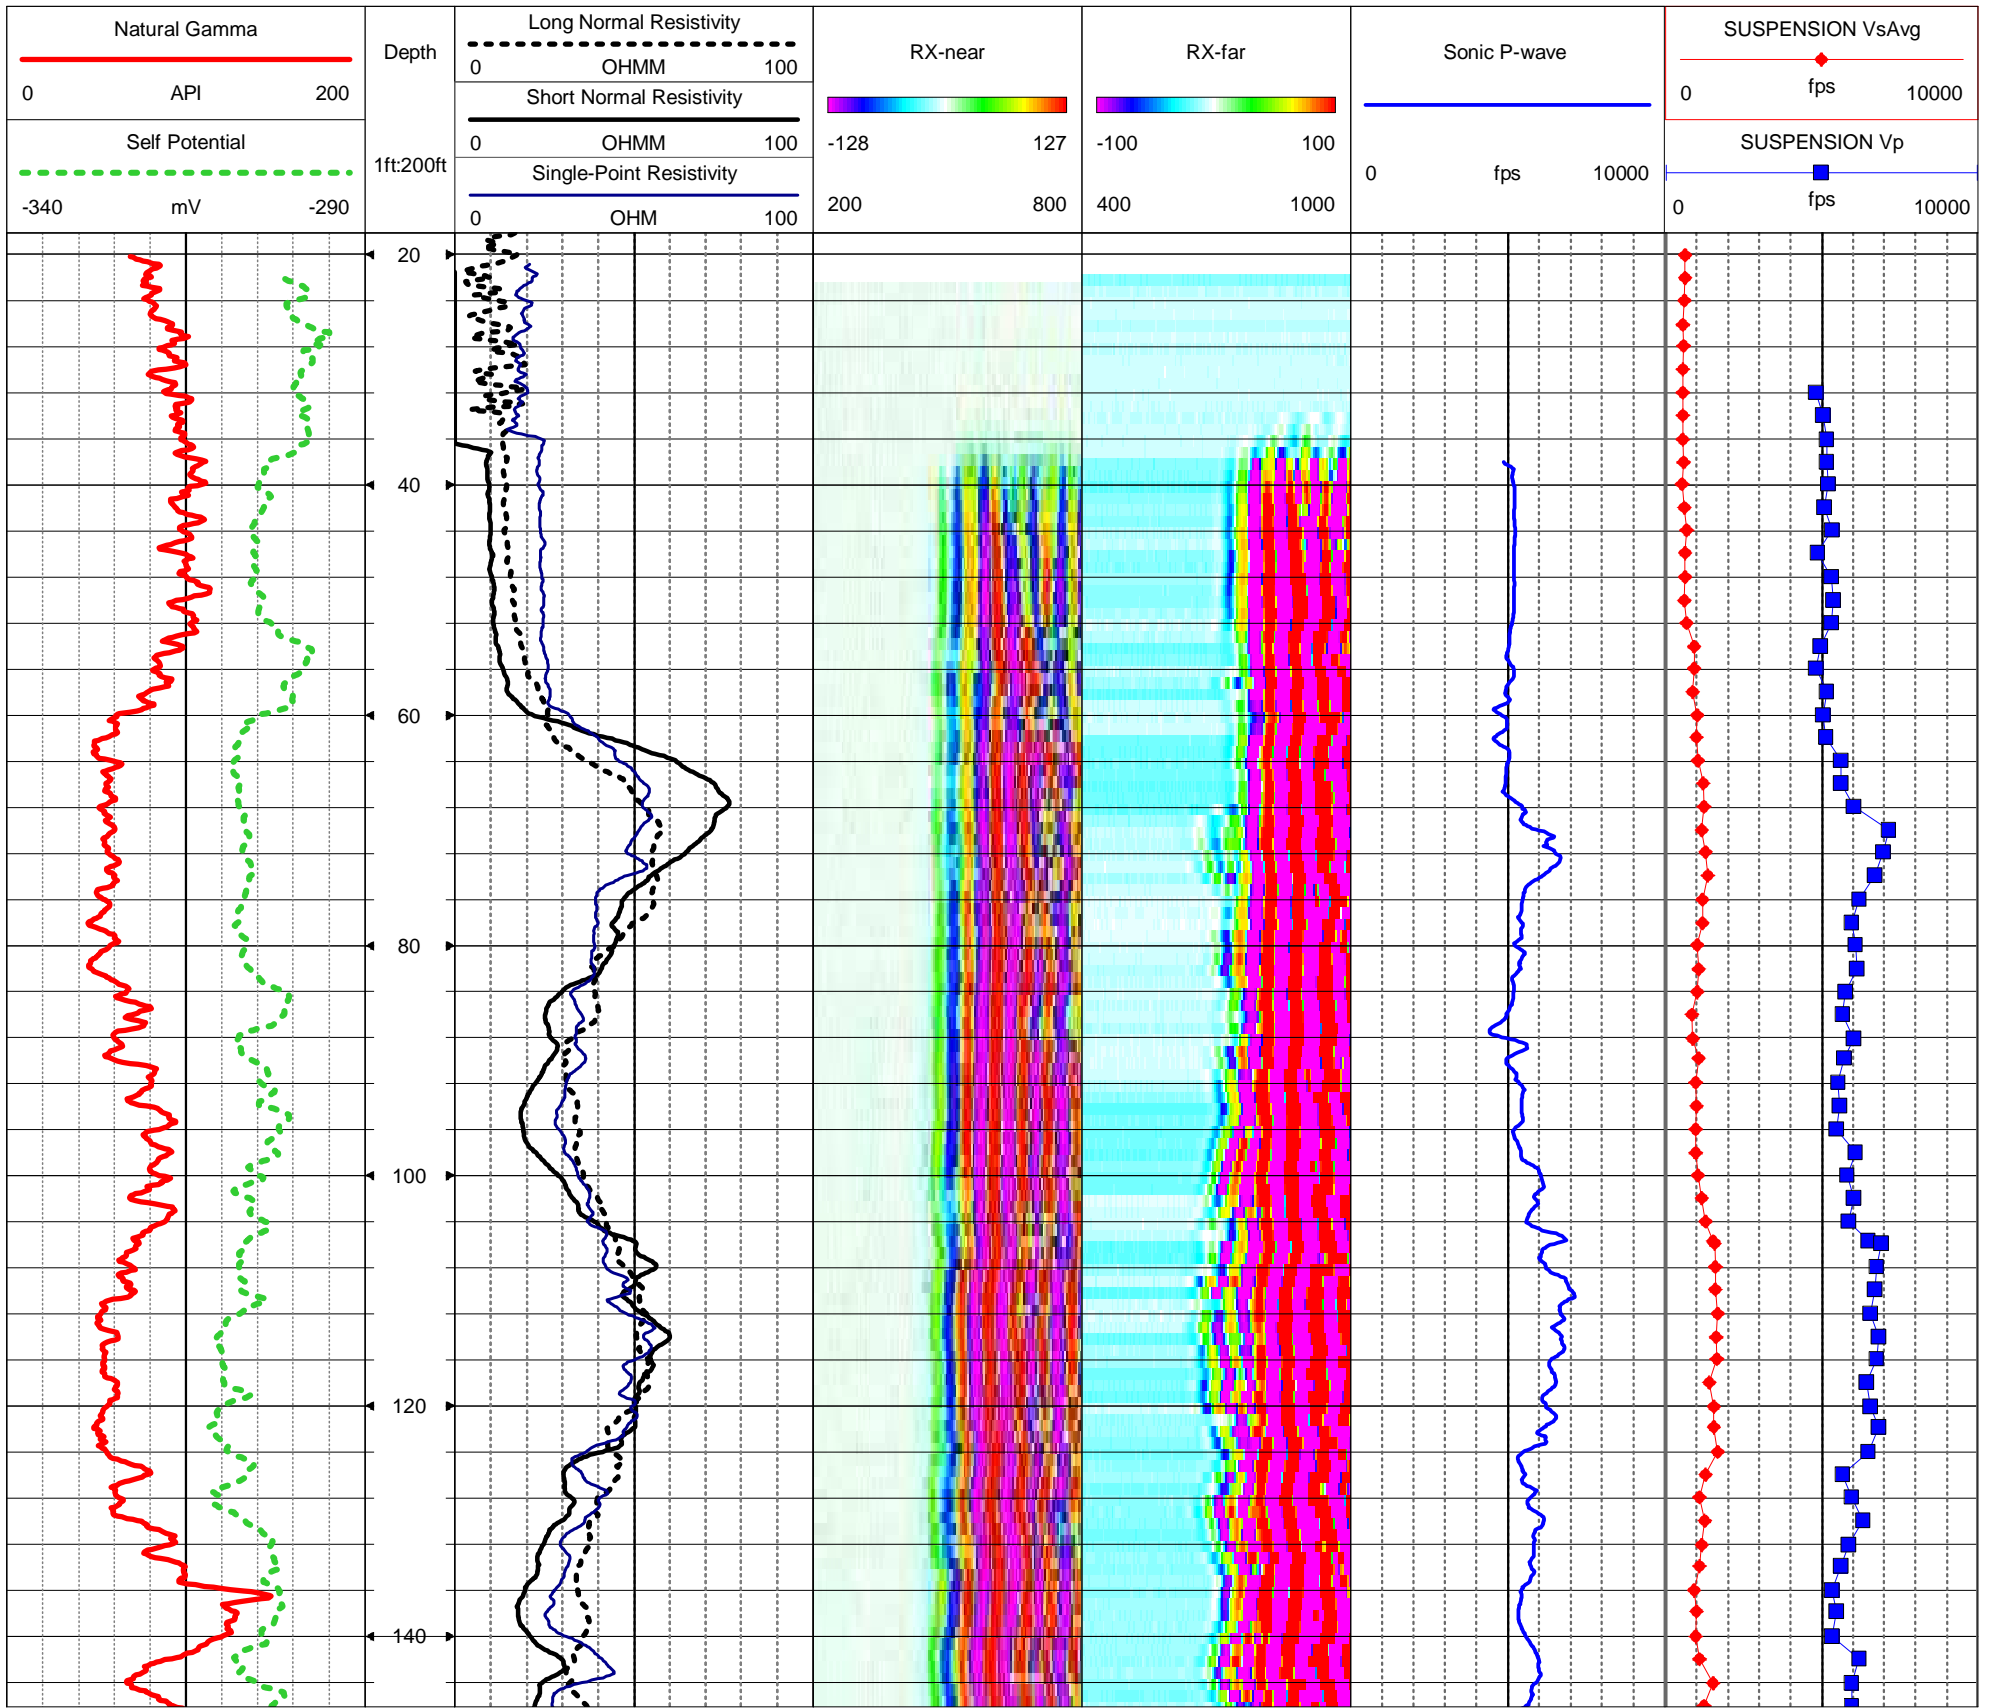 Natural Gamma
0 API 200
Self Potential
-340 mV -290
Depth
1ft:200ft
Long Normal Resistivity
0 OHMM 100
Short Normal Resistivity
0 OHMM 100
Single-Point Resistivity
0 OHM 100
RX-near
-128 127
200 800
RX-far
-100 100
400 1000
Sonic P-wave
0 fps 10000
SUSPENSION VsAvg
0 fps 10000
SUSPENSION Vp
0 fps 10000
20
40
60
80
100
120
140